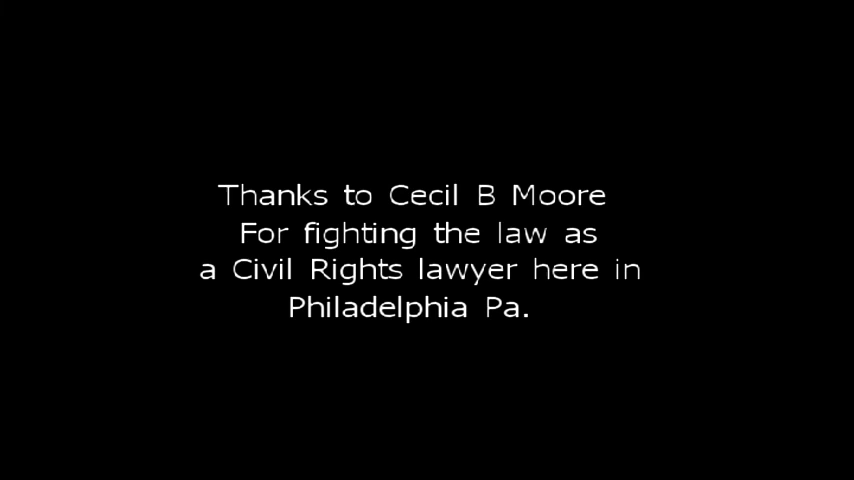 Thanks to Cecil B Moore
For fighting the law as
a Civil Rights lawyer here in
Philadelphia Pa.